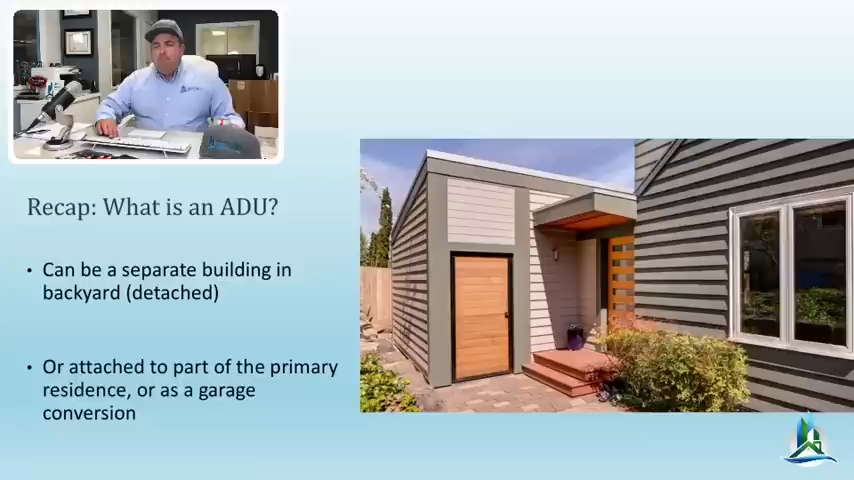 Recap: What is an ADU?
• Can be a separate building in
backyard (detached)
• Or attached to part of the primary
residence, or as a garage
conversion